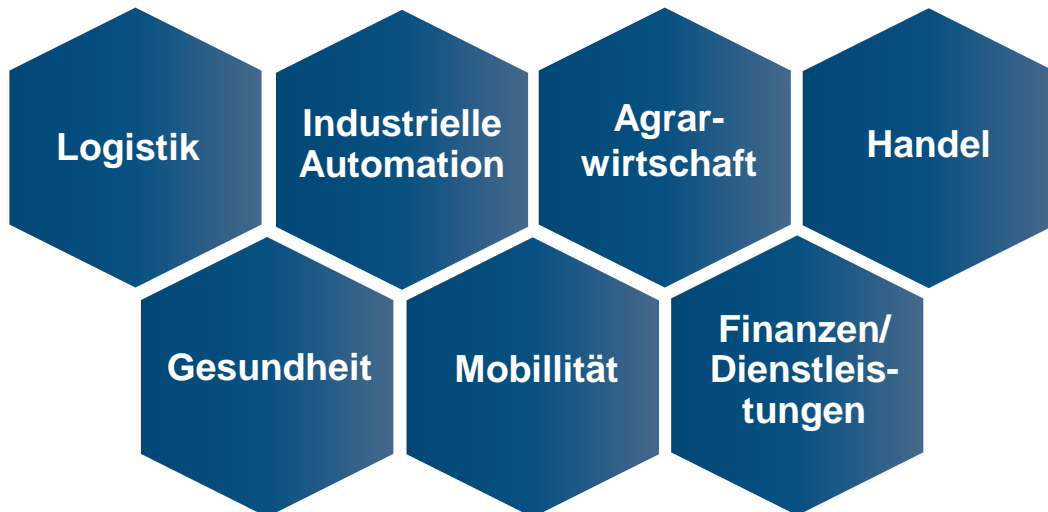 Logistik
Industrielle
Automation
Agrar-
wirtschaft
Handel
Gesundheit
Mobillität
Finanzen/
Dienstleis-
tungen